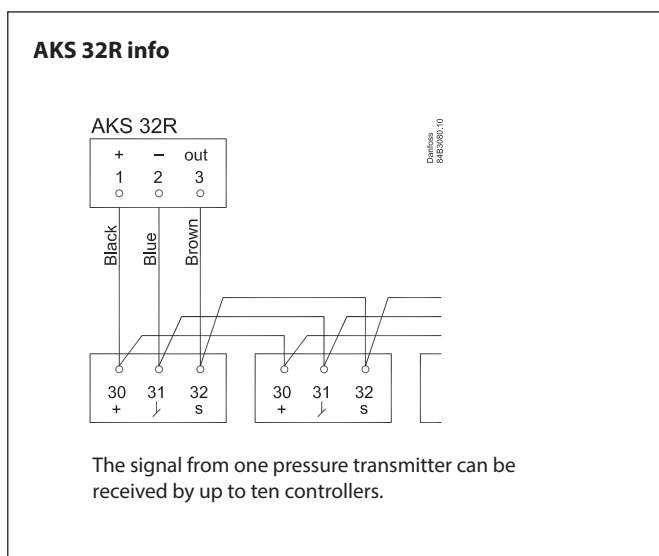 AKS 32R info
AKS 32R
+ – out
1 2 3
Danfoss
84B3080.10
Black
Blue
Brown
30 31 32
+ s
30 31 32
+ s
The signal from one pressure transmitter can be
received by up to ten controllers.